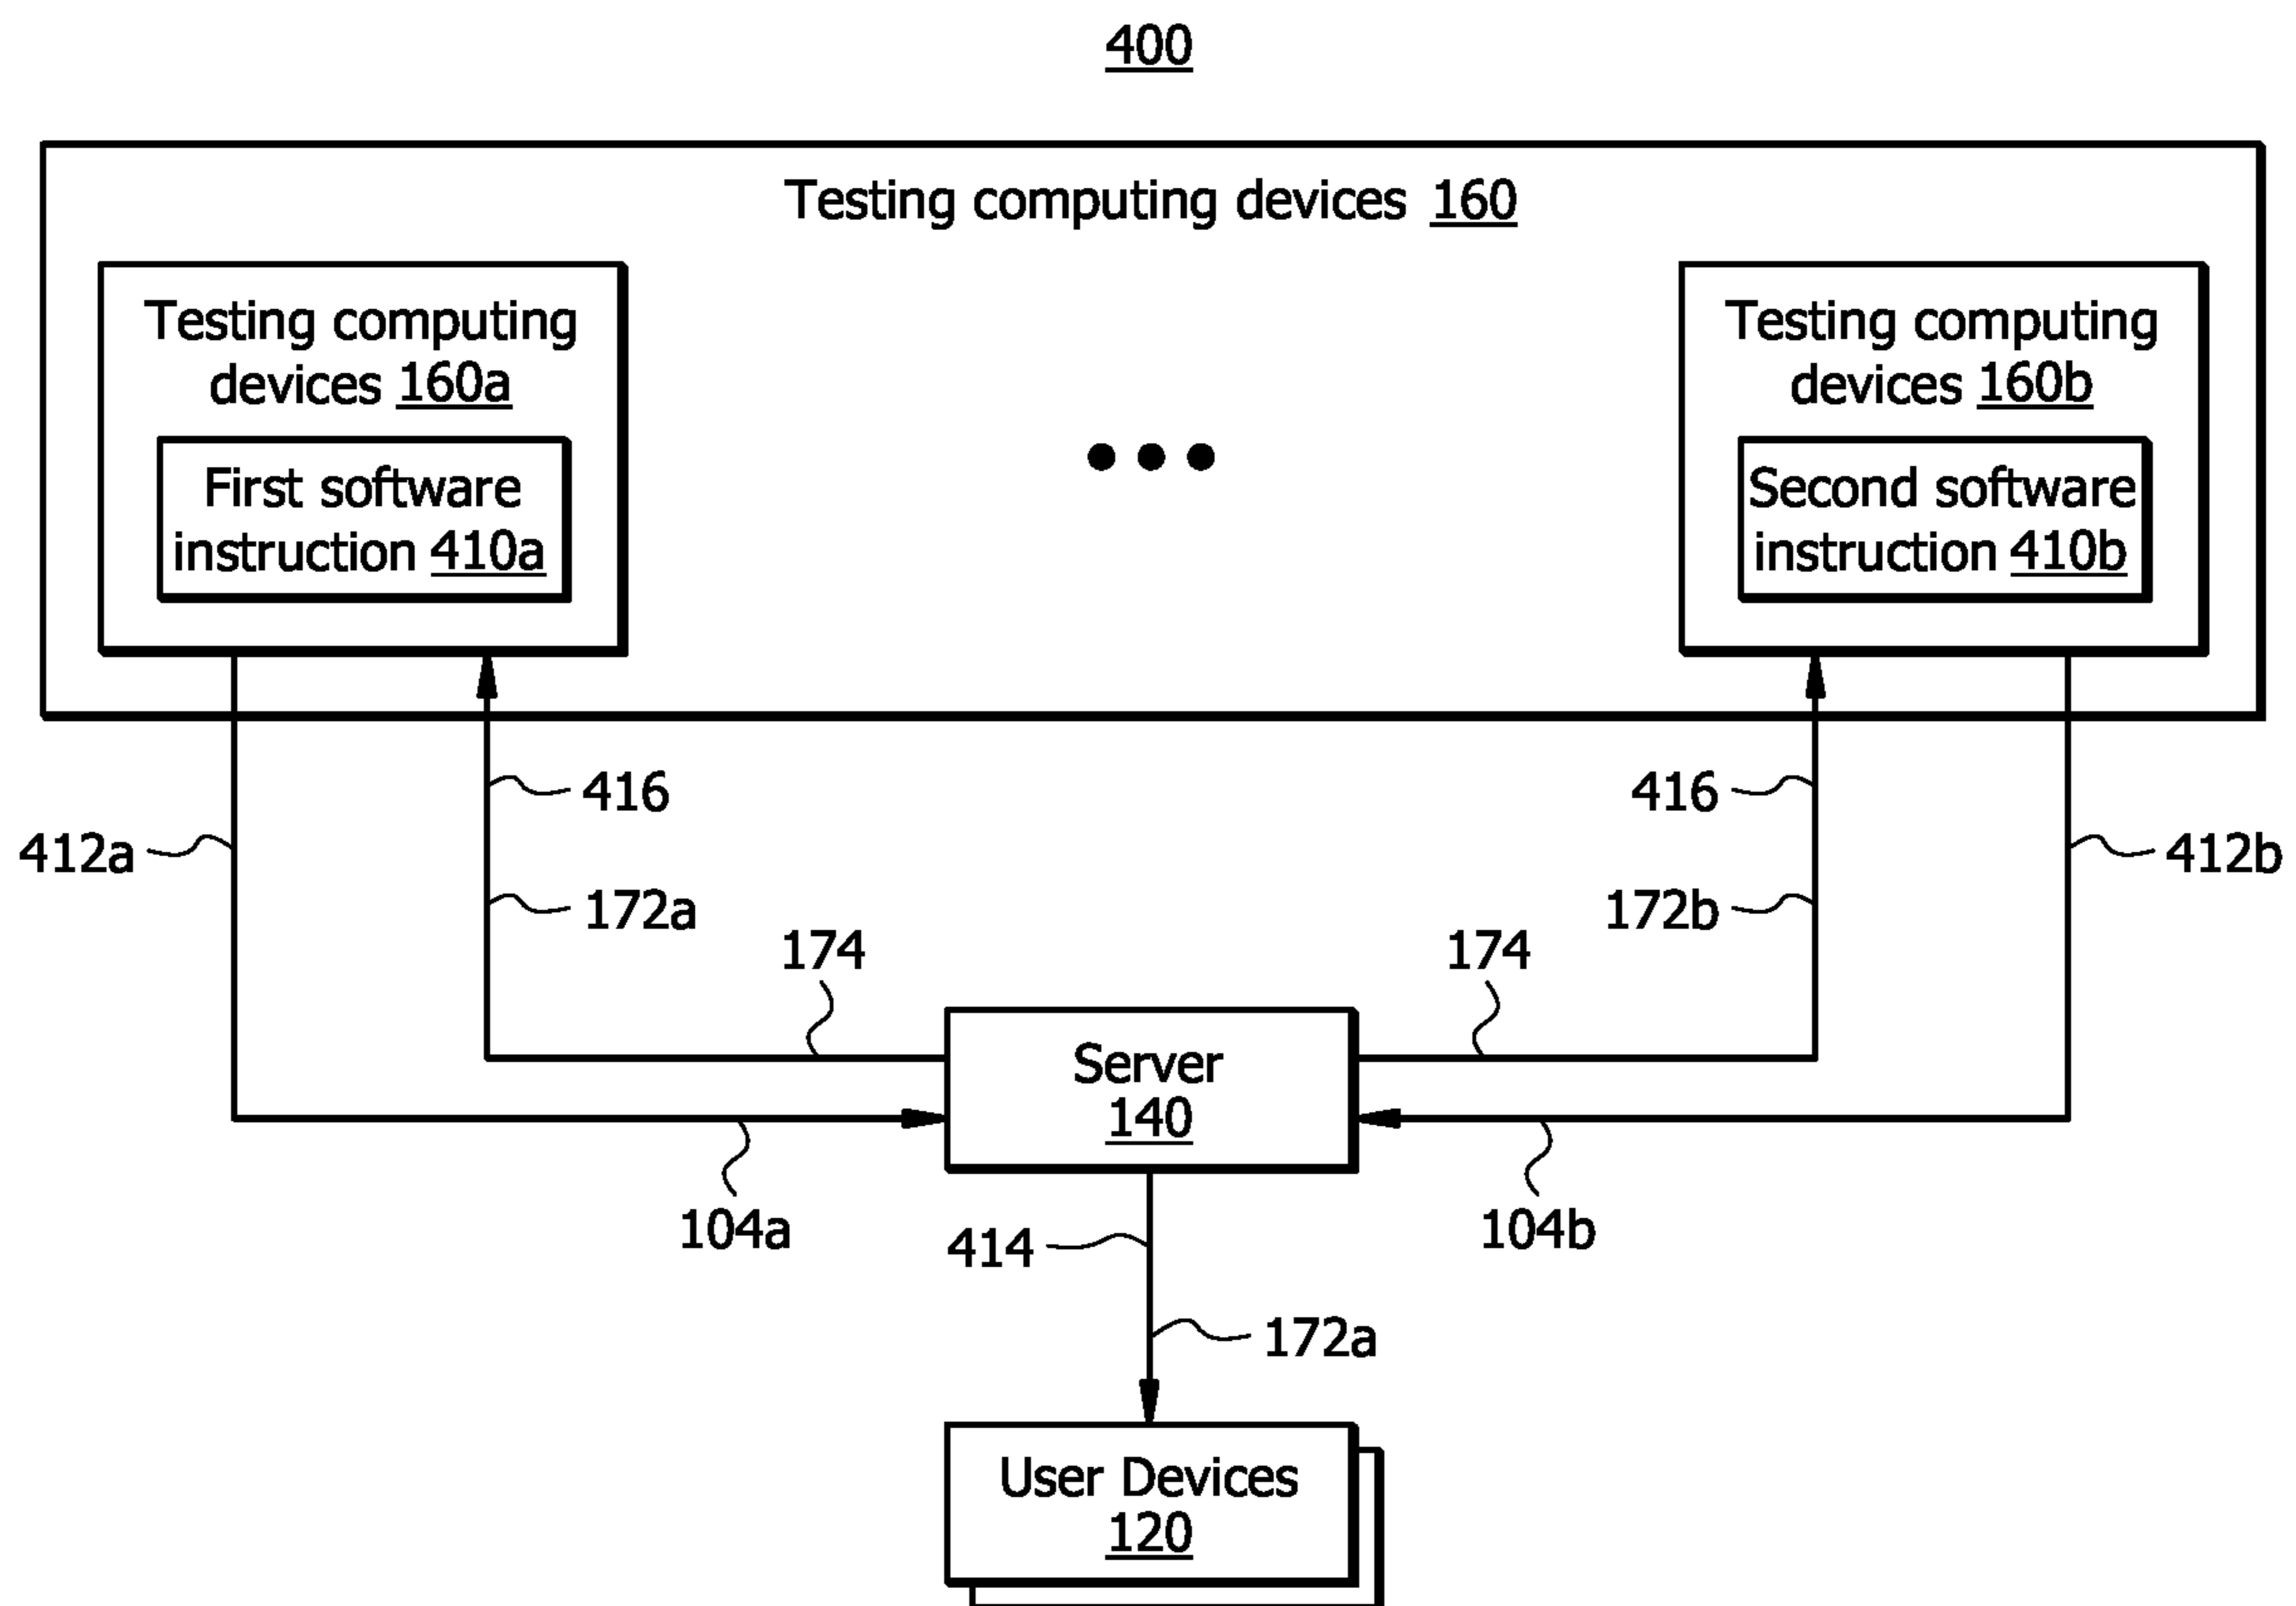 400
Testing computing devices 160
Testing computing
devices 160a
First software
instruction 410a
Testing computing
devices 160b
Second software
instruction 410b
416
416
412a
412b
172a
172b
174
174
Server
140
104a
104b
414
172a
User Devices
120